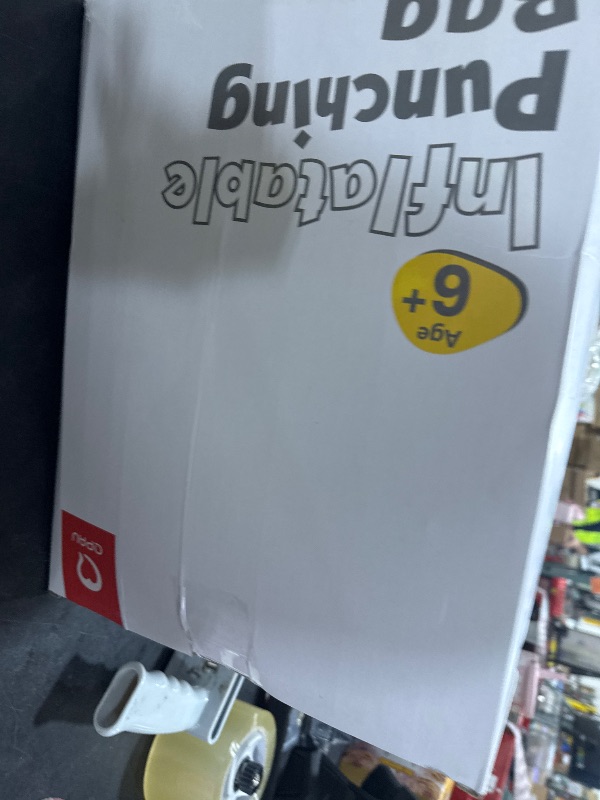 QPAU
Age
6+
Inflatable
Punching
Bag